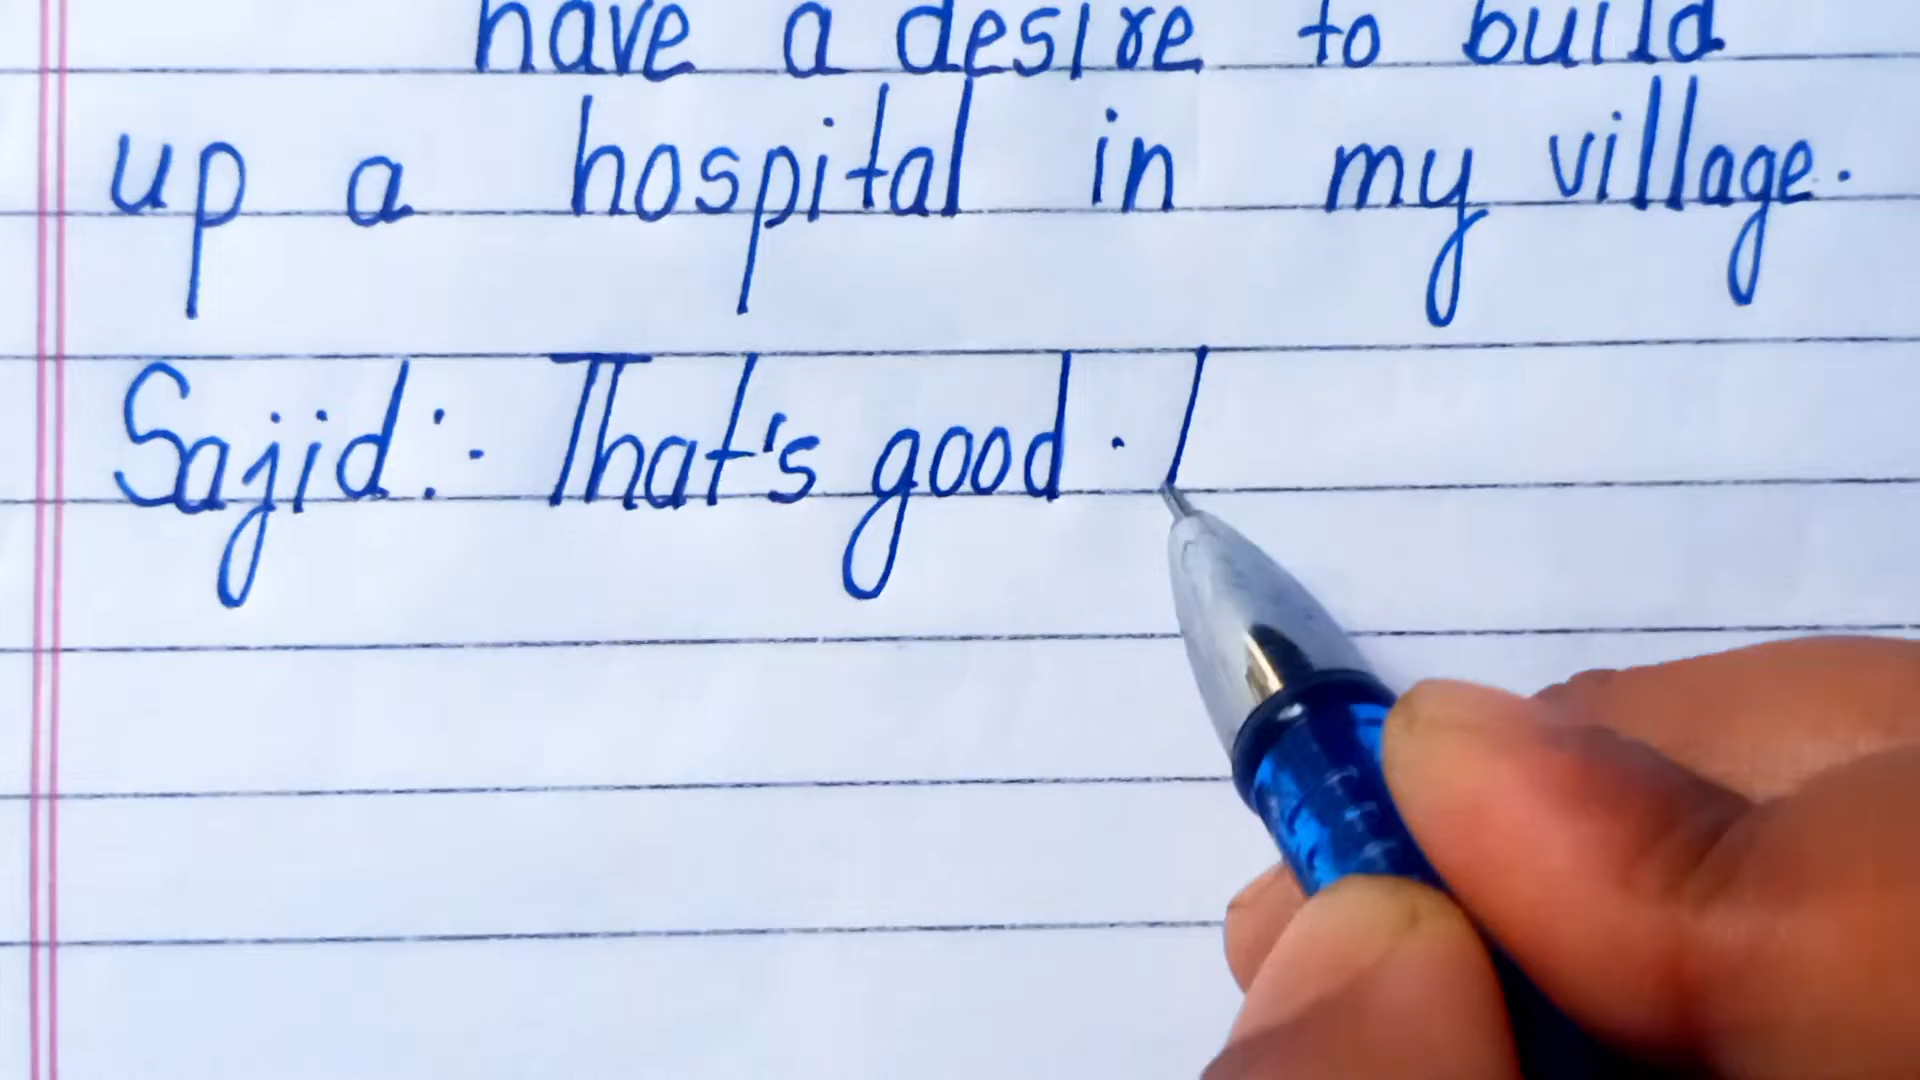 have a desire to build
up a hospital in my village.
Sajid:- That's good. I